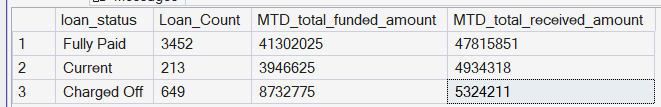 loan_status Loan_Count MTD_total_funded_amount MTD_total_received_amount
1 Fully Paid 3452 41302025 47815851
2 Current 213 3946625 4934318
3 Charged Off 649 8732775 5324211